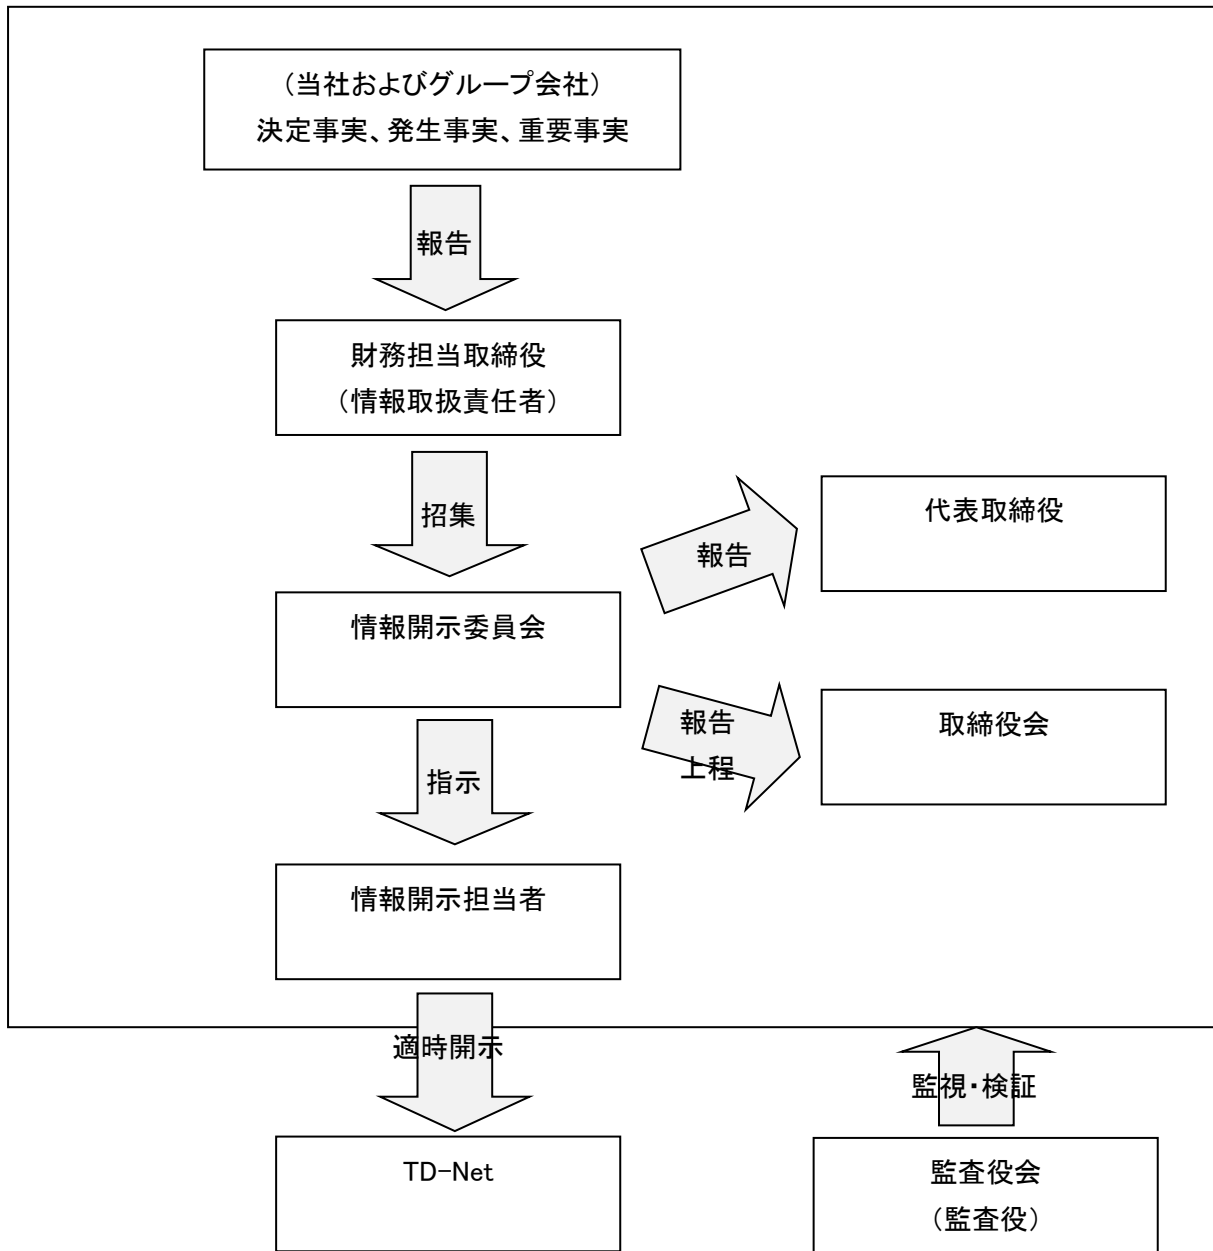 （当社およびグループ会社）
決定事実、発生事実、重要事実
報告
財務担当取締役
（情報取扱責任者）
招集
代表取締役
報告
情報開示委員会
報告
上程
取締役会
指示
情報開示担当者
適時開示
監視・検証
TD-Net
監査役会
（監査役）